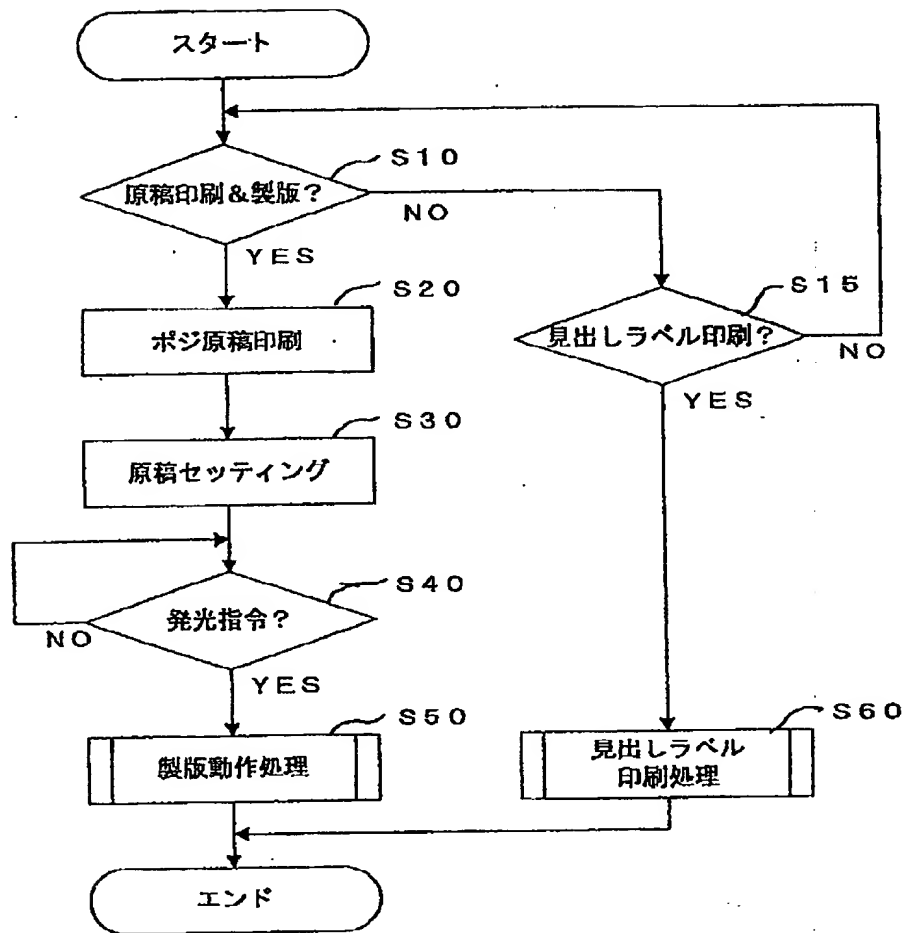 スタート
S10
原稿印刷&製版?
NO
YES
S20
ポジ原稿印刷
S15
見出しラベル印刷?
NO
YES
S30
原稿セッティング
S40
発光指令?
NO
YES
S50
製版動作処理
S60
見出しラベル
印刷処理
エンド